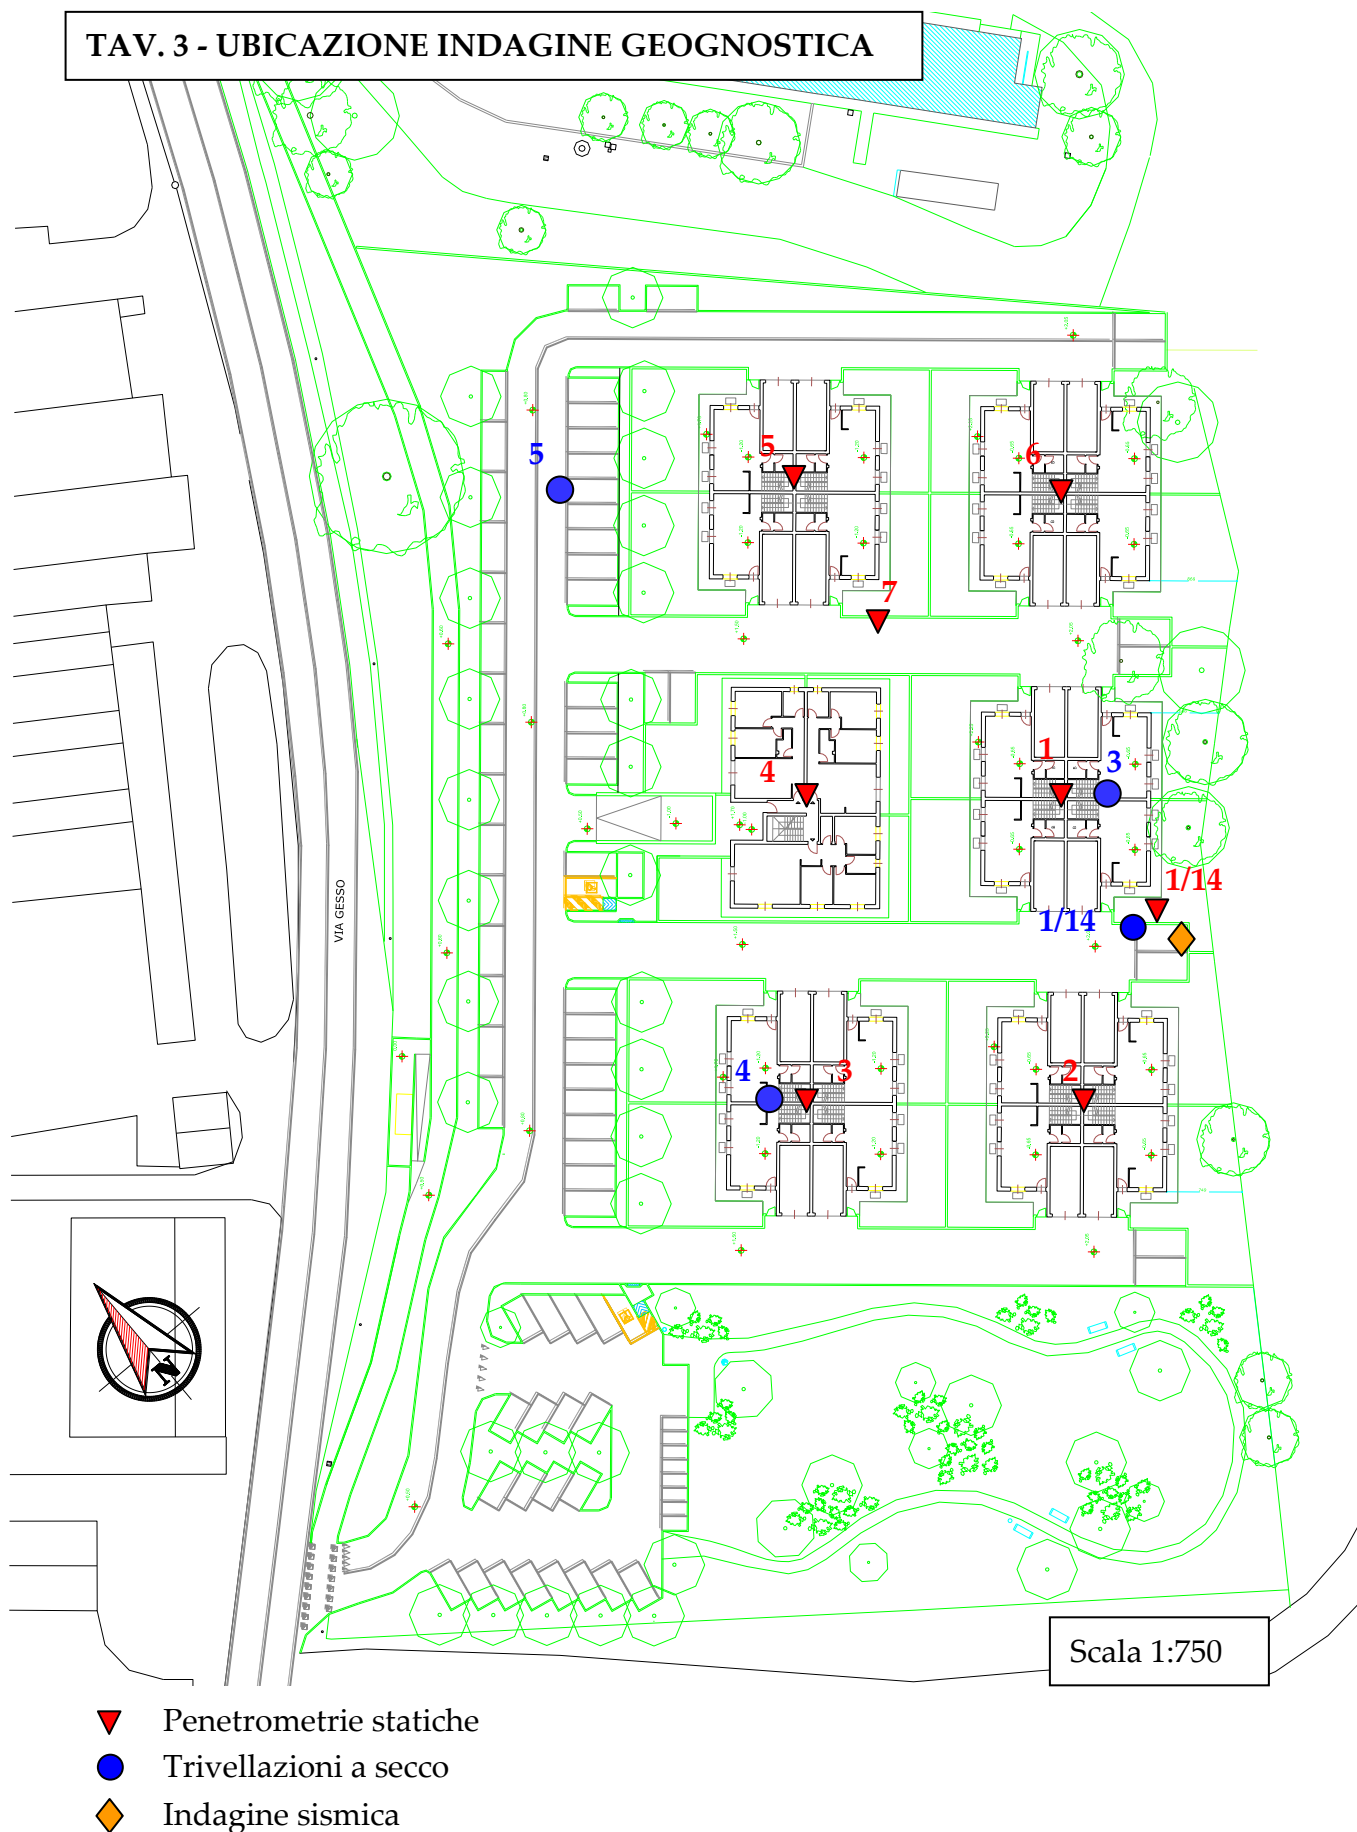 TAV. 3 - UBICAZIONE INDAGINE GEOGNOSTICA
5
5
6
7
4
1
3
1/14
1/14
VIA GESSO
4
3
2
N
Scala 1:750
Penetrometrie statiche
Trivellazioni a secco
Indagine sismica